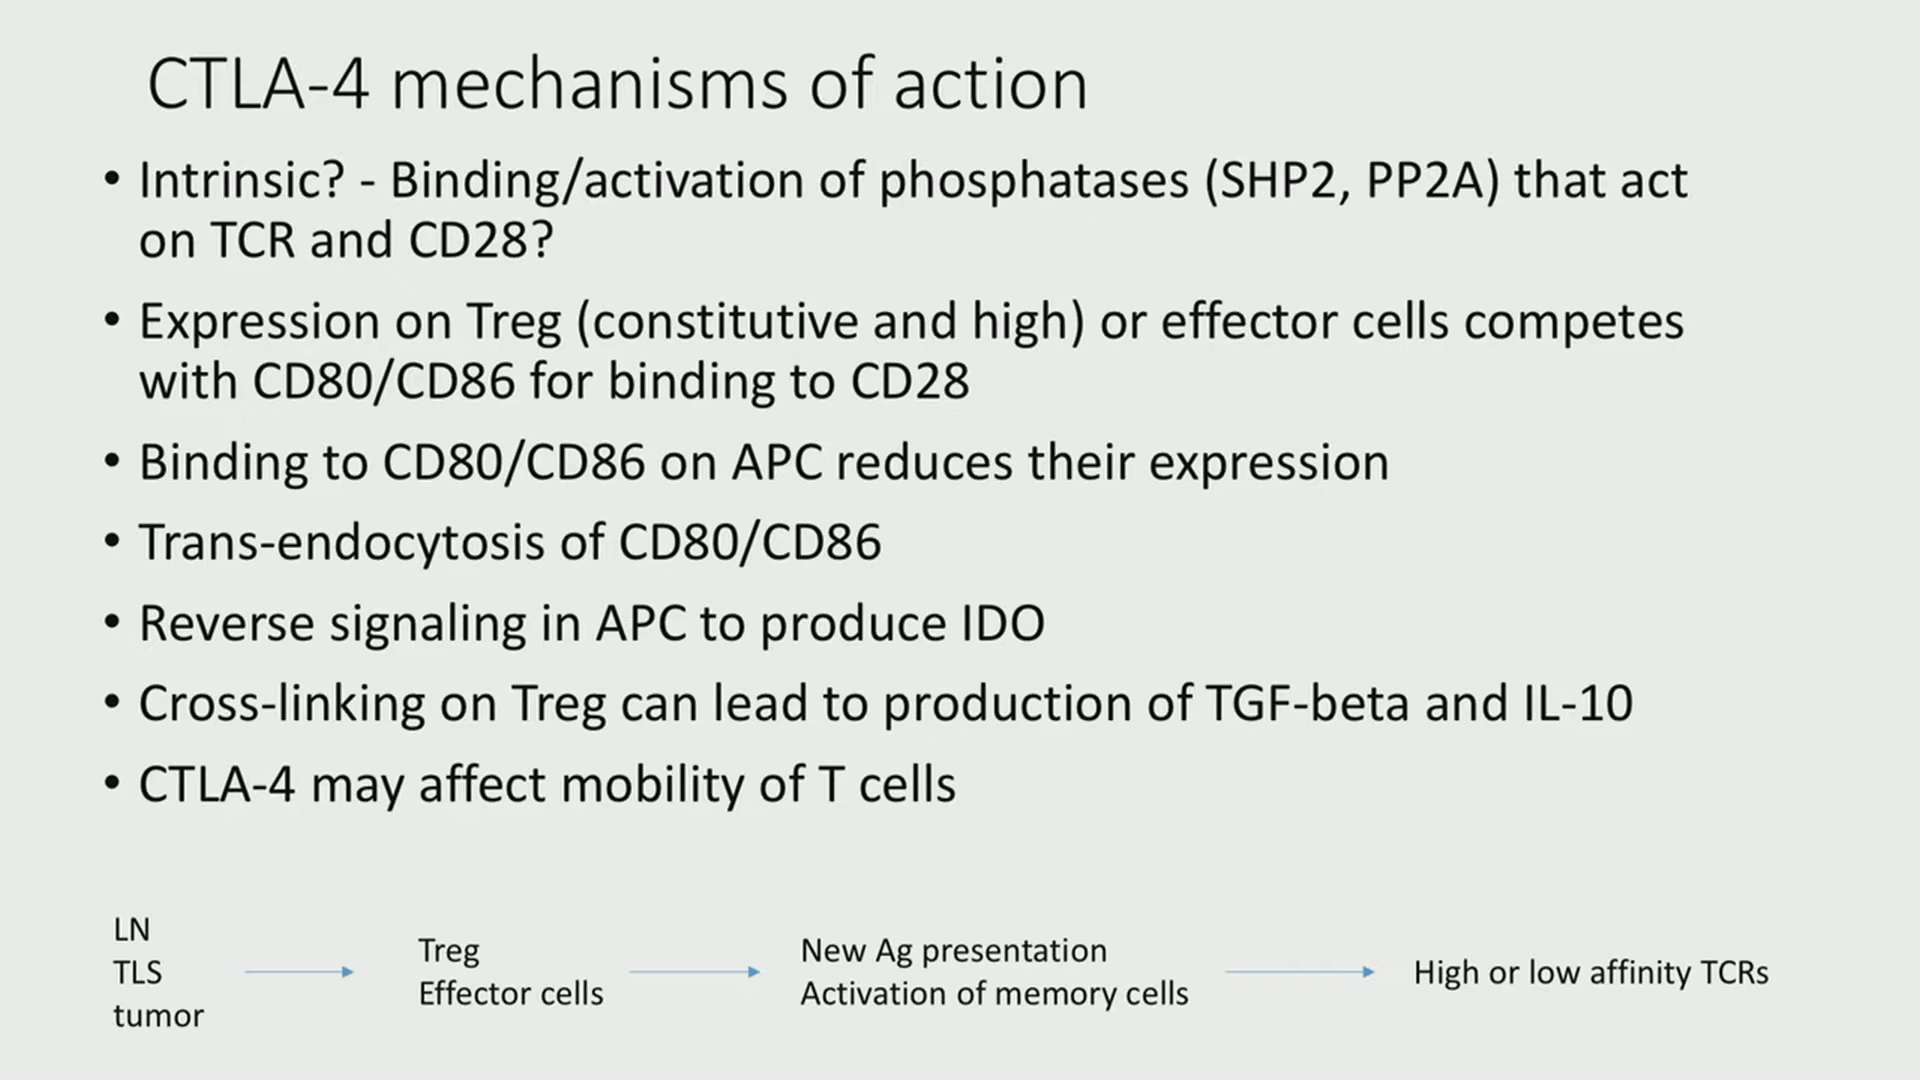 CTLA-4 mechanisms of action
• Intrinsic? - Binding/activation of phosphatases (SHP2, PP2A) that act
on TCR and CD28?
• Expression on Treg (constitutive and high) or effector cells competes
with CD80/CD86 for binding to CD28
• Binding to CD80/CD86 on APC reduces their expression
• Trans-endocytosis of CD80/CD86
• Reverse signaling in APC to produce IDO
• Cross-linking on Treg can lead to production of TGF-beta and IL-10
• CTLA-4 may affect mobility of T cells
LN
TLS
tumor
Treg
Effector cells
New Ag presentation
Activation of memory cells
High or low affinity TCRs